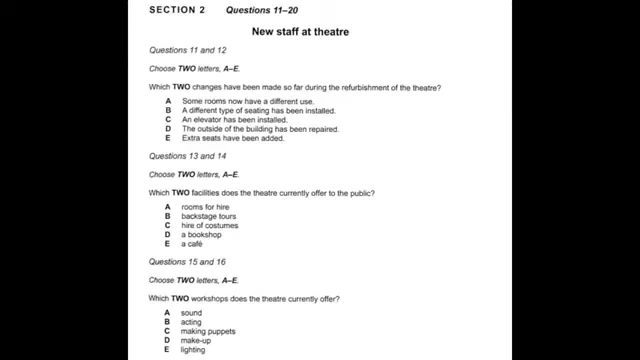 SECTION 2 Questions 11–20
New staff at theatre
Questions 11 and 12
Choose TWO letters, A–E.
Which TWO changes have been made so far during the refurbishment of the theatre?
A Some rooms now have a different use.
B A different type of seating has been installed.
C An elevator has been installed.
D The outside of the building has been repaired.
E Extra seats have been added.
Questions 13 and 14
Choose TWO letters, A–E.
Which TWO facilities does the theatre currently offer to the public?
A rooms for hire
B backstage tours
C hire of costumes
D a bookshop
E a café
Questions 15 and 16
Choose TWO letters, A–E.
Which TWO workshops does the theatre currently offer?
A sound
B acting
C making puppets
D make-up
E lighting